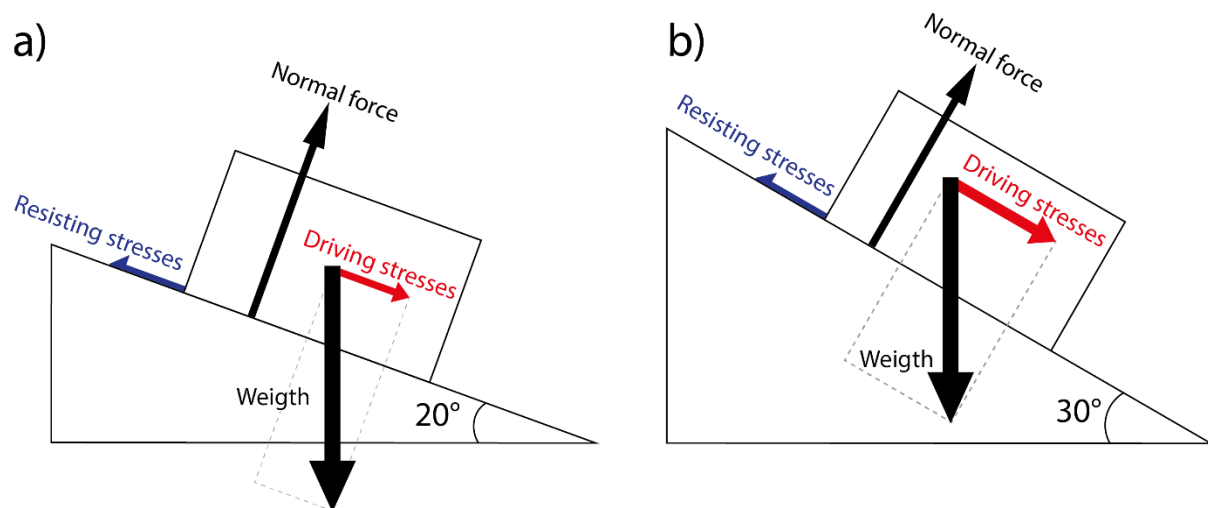 a)
Normal force
Resisting stresses
Driving stresses
Weigth
20°
b)
Normal force
Resisting stresses
Driving stresses
Weigth
30°